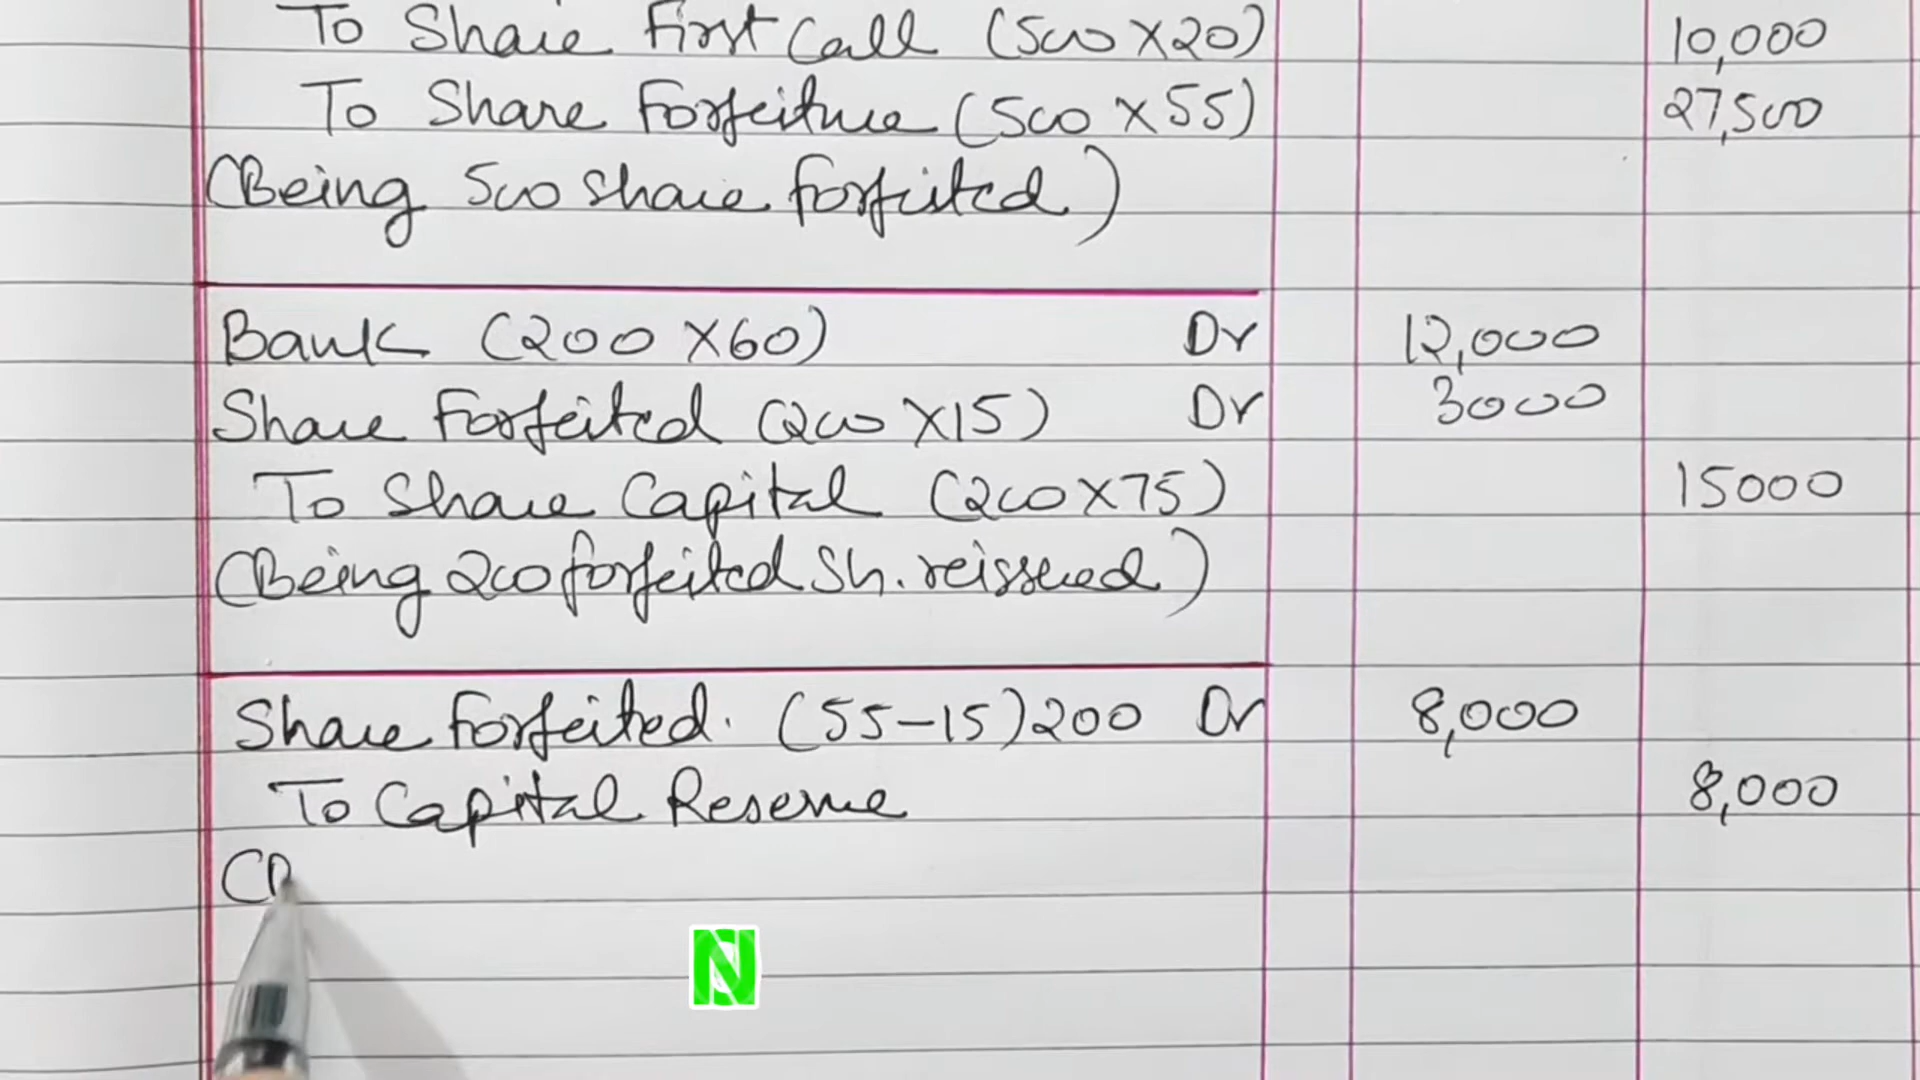 To Share First Call (500 X 20) 10,000
To Share Forfeiture (500 X 55) 27,500
(Being 500 share forfeited)
Bank (200 X 60) Dr 12,000
Share Forfeited (200 X 15) Dr 3000
To Share Capital (200 X 75) 15000
(Being 200 forfeited Sh. reissued)
Share Forfeited. (55-15)200 Dr 8,000
To Capital Reserve 8,000
(B
N